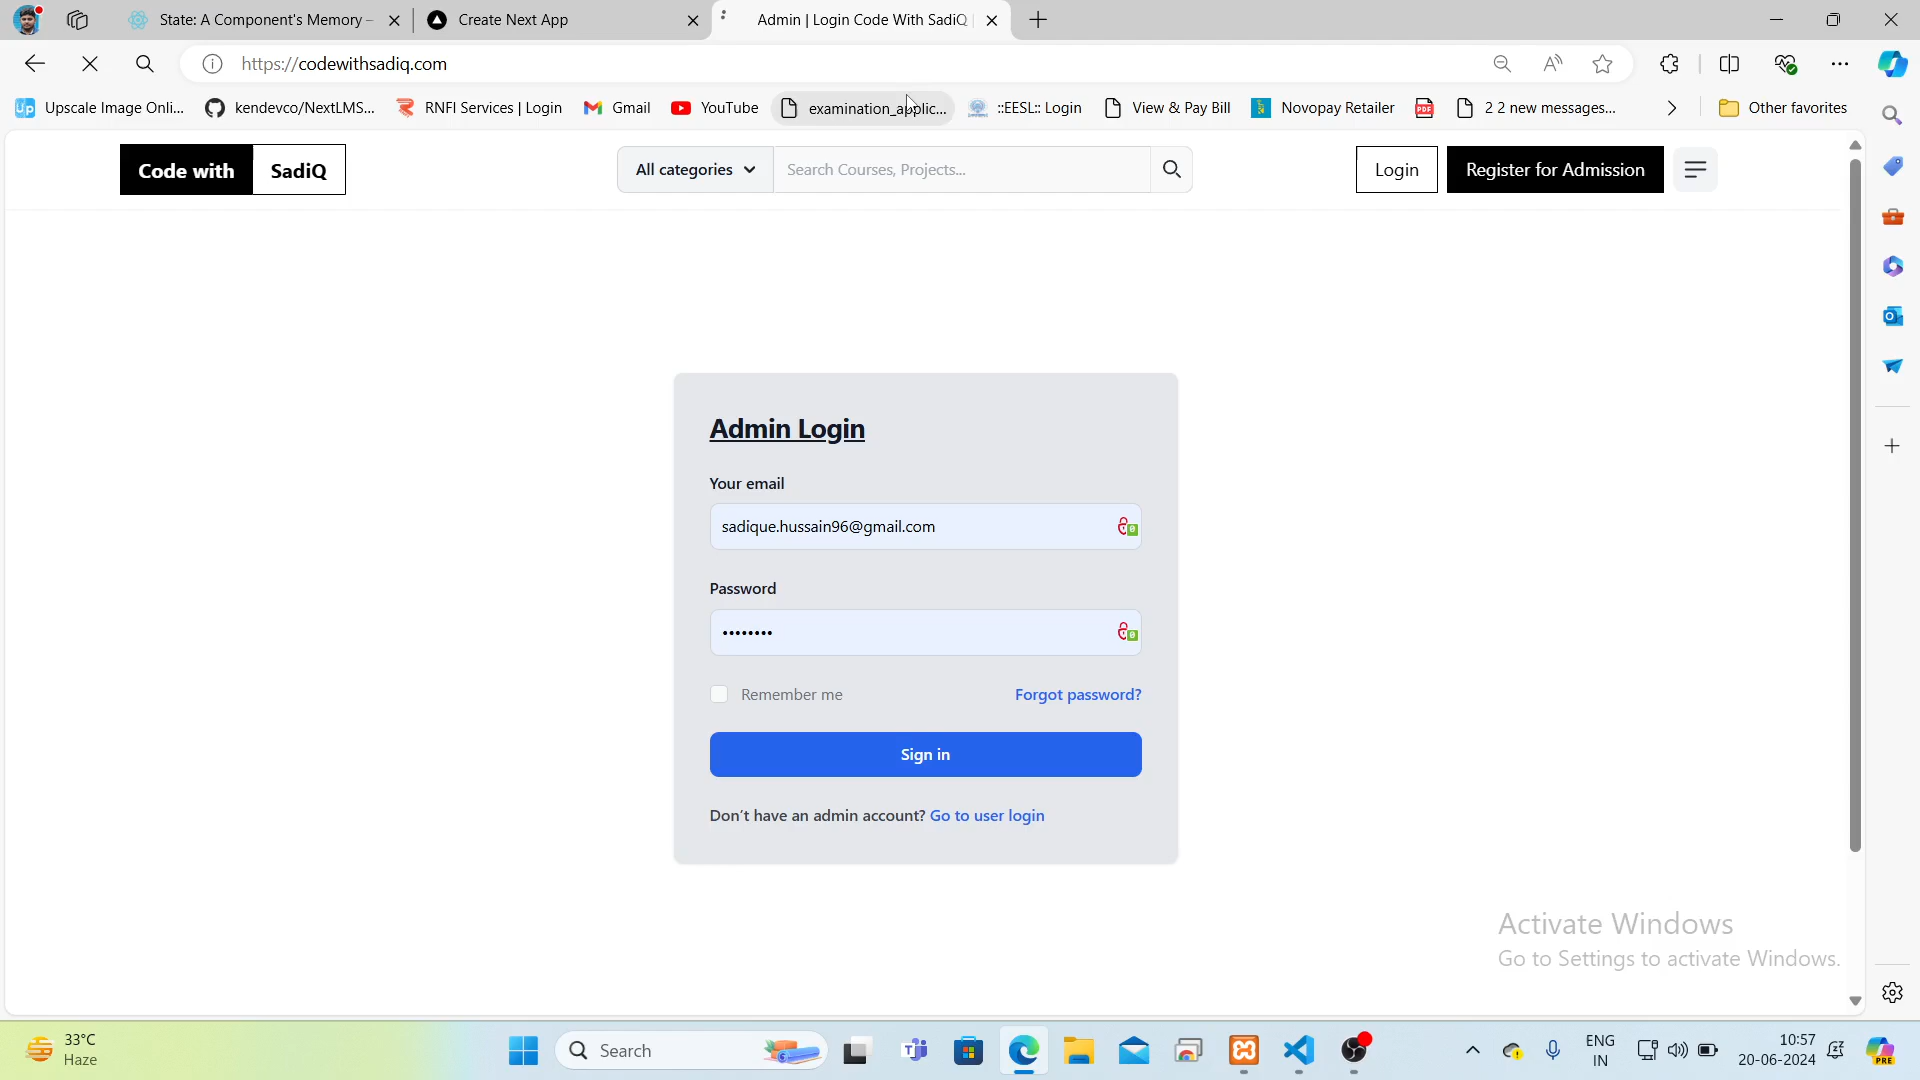 State: A Component's Memory –
Create Next App
Admin | Login Code With SadiQ
https://codewithsadiq.com
Upscale Image Onli...
kendevco/NextLMS...
RNFI Services | Login
Gmail
YouTube
examination_applic...
::EESL:: Login
View & Pay Bill
Novopay Retailer
PDF
2 2 new messages...
Other favorites
Code with SadiQ
All categories
Search Courses, Projects...
Login
Register for Admission
Admin Login
Your email
sadique.hussain96@gmail.com
Password
Remember me
Forgot password?
Sign in
Don't have an admin account? Go to user login
Activate Windows
Go to Settings to activate Windows.
33°C
Haze
Search
ENG
IN
10:57
20-06-2024
PRE